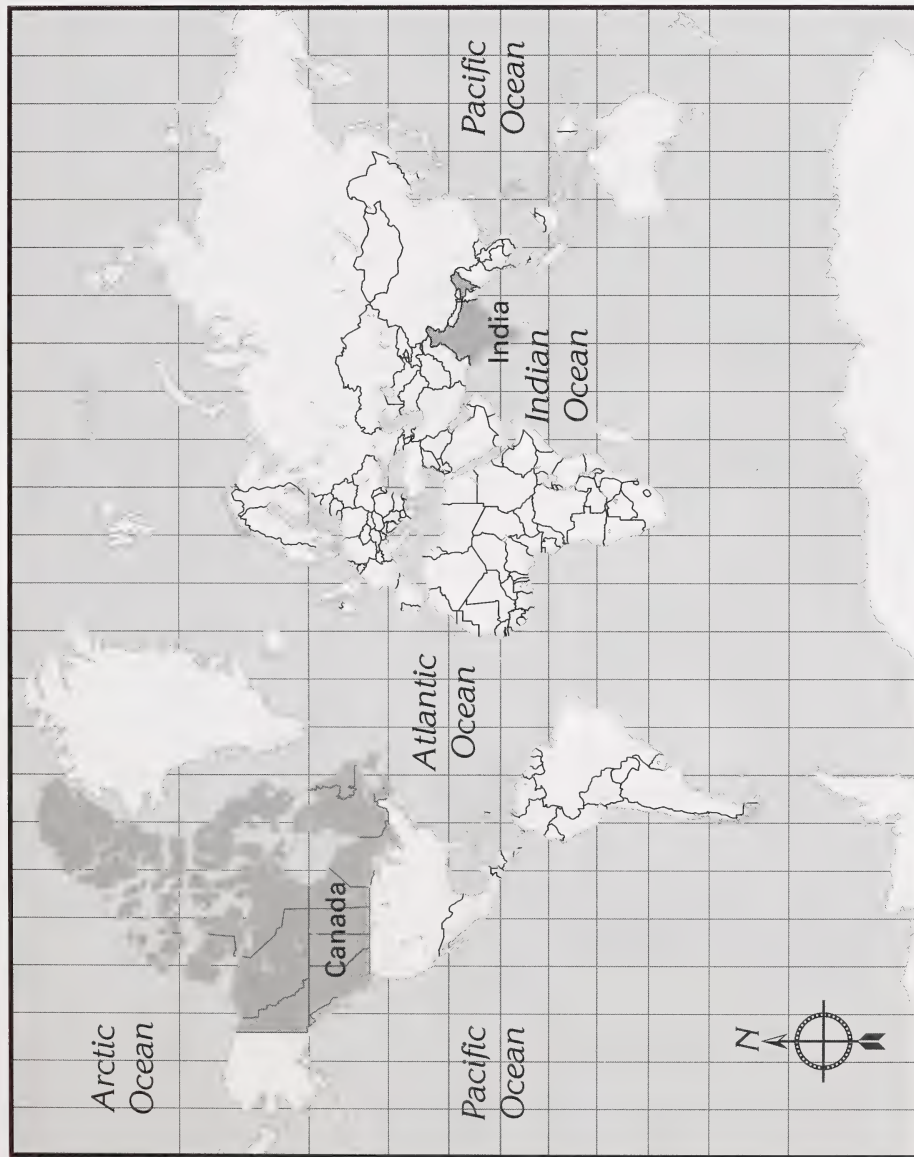 Arctic
Ocean
Canada
Pacific
Ocean
N
Atlantic
Ocean
India
Indian
Ocean
Pacific
Ocean